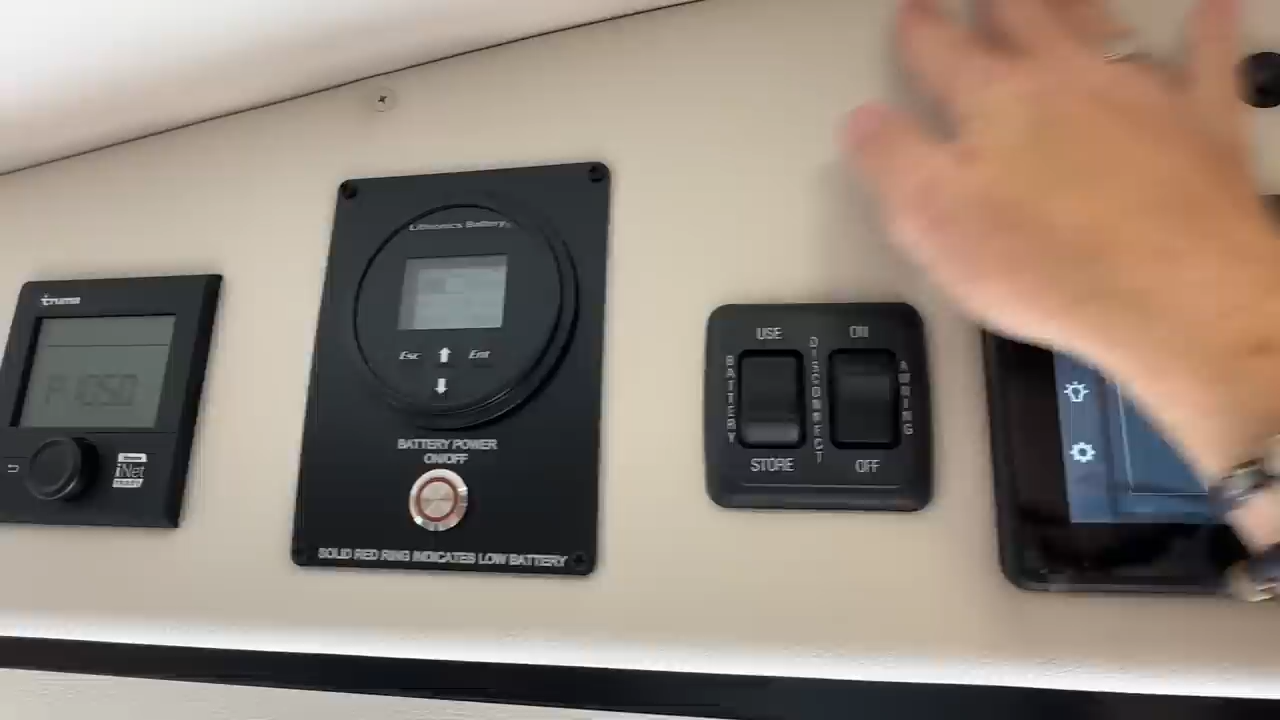 truma
iNet
READY
Lithionics Battery
Esc
Ent
BATTERY POWER
ON/OFF
SOLID RED RING INDICATES LOW BATTERY
USE
ON
BATTERY
DISCONNECT
AWNING
STORE
OFF